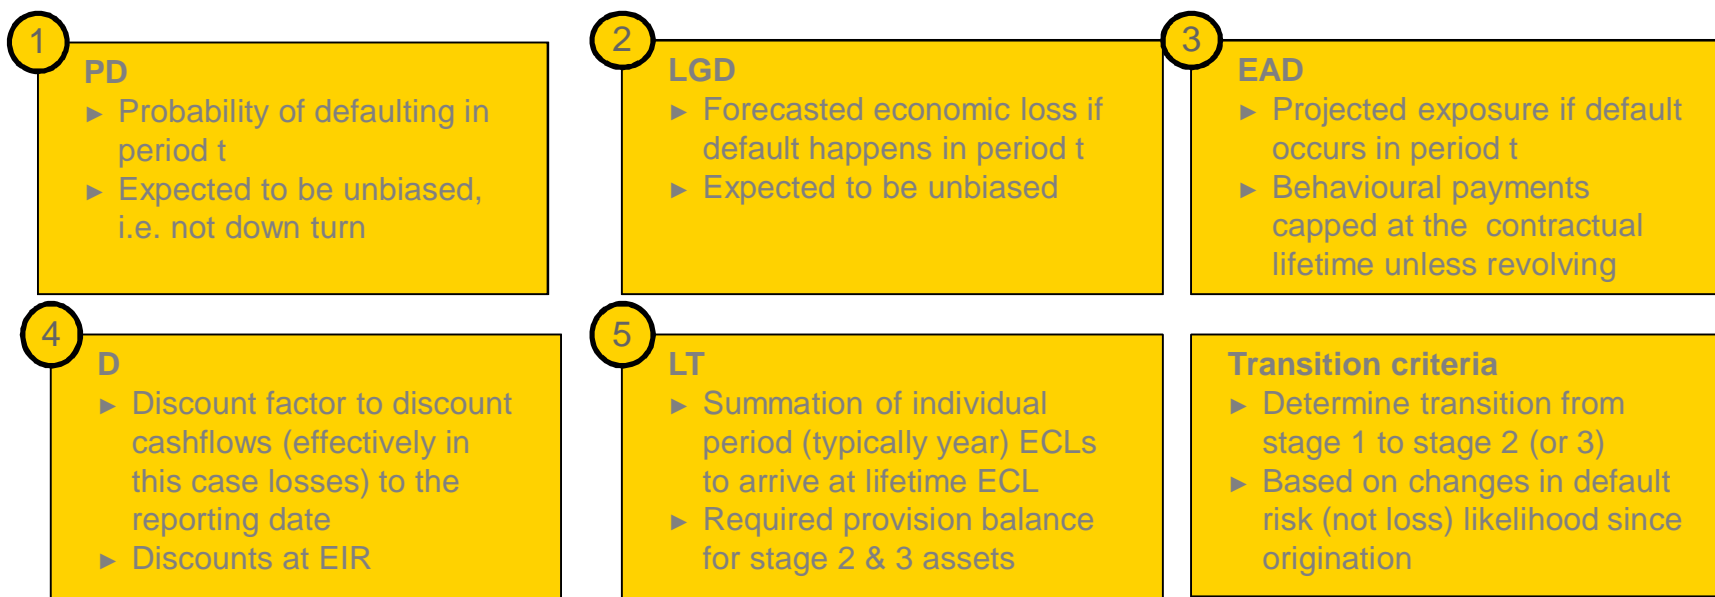 1
PD
► Probability of defaulting in
period t
► Expected to be unbiased,
i.e. not down turn
2
LGD
► Forecasted economic loss if
default happens in period t
► Expected to be unbiased
3
EAD
► Projected exposure if default
occurs in period t
► Behavioural payments
capped at the contractual
lifetime unless revolving
4
D
► Discount factor to discount
cashflows (effectively in
this case losses) to the
reporting date
► Discounts at EIR
5
LT
► Summation of individual
period (typically year) ECLs
to arrive at lifetime ECL
► Required provision balance
for stage 2 & 3 assets
Transition criteria
► Determine transition from
stage 1 to stage 2 (or 3)
► Based on changes in default
risk (not loss) likelihood since
origination